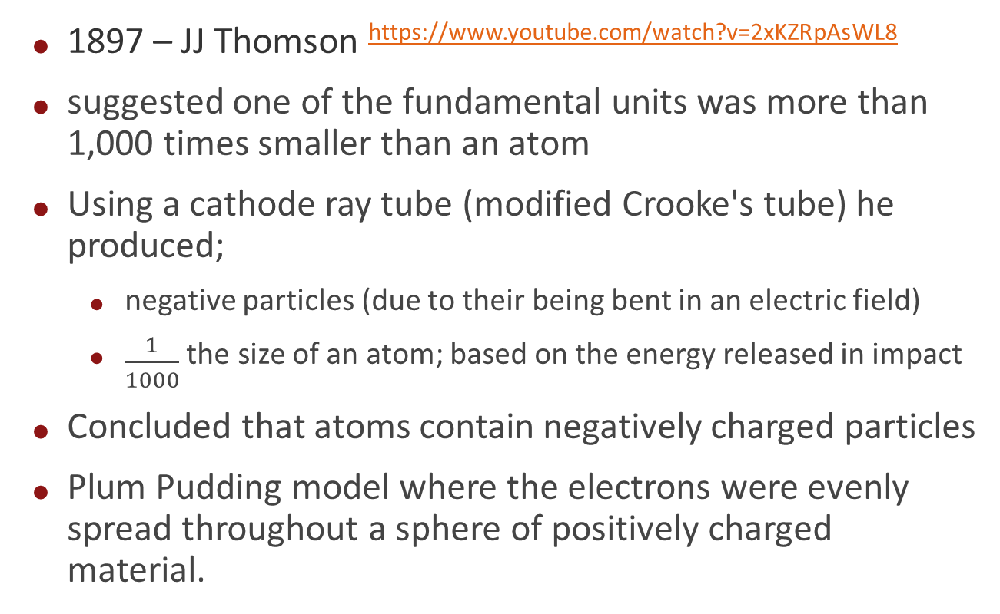 • 1897 – JJ Thomson https://www.youtube.com/watch?v=2xKZRpAsWL8
• suggested one of the fundamental units was more than
1,000 times smaller than an atom
• Using a cathode ray tube (modified Crooke's tube) he
produced;
• negative particles (due to their being bent in an electric field)
• 1/1000 the size of an atom; based on the energy released in impact
• Concluded that atoms contain negatively charged particles
• Plum Pudding model where the electrons were evenly
spread throughout a sphere of positively charged
material.